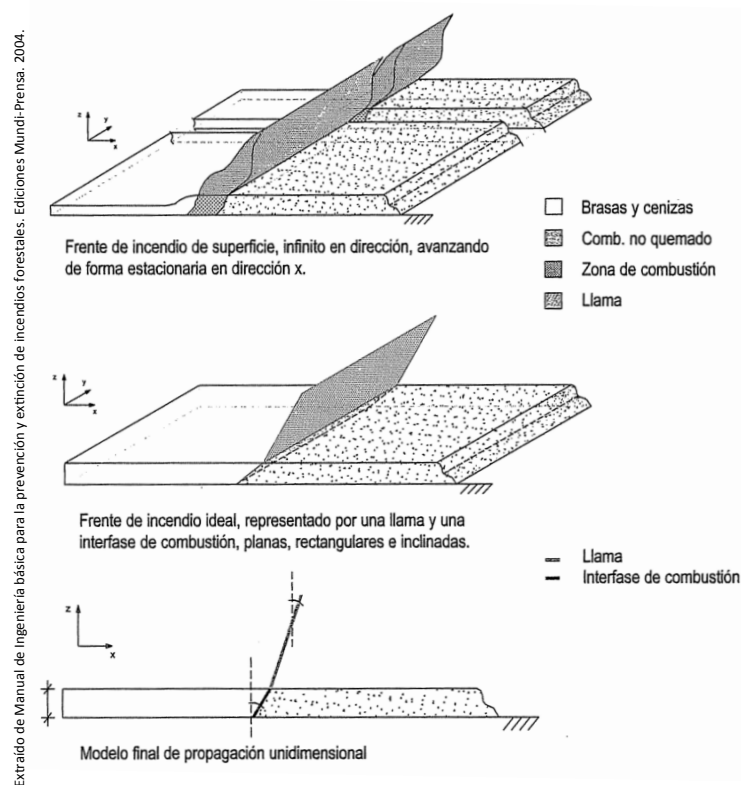 Extraído de Manual de Ingeniería básica para la prevención y extinción de incendios forestales. Ediciones Mundi-Prensa. 2004.
z
y
x
Frente de incendio de superficie, infinito en dirección, avanzando
de forma estacionaria en dirección x.
Brasas y cenizas
Comb. no quemado
Zona de combustión
Llama
z
y
x
Frente de incendio ideal, representado por una llama y una
interfase de combustión, planas, rectangulares e inclinadas.
Llama
Interfase de combustión
z
x
Modelo final de propagación unidimensional